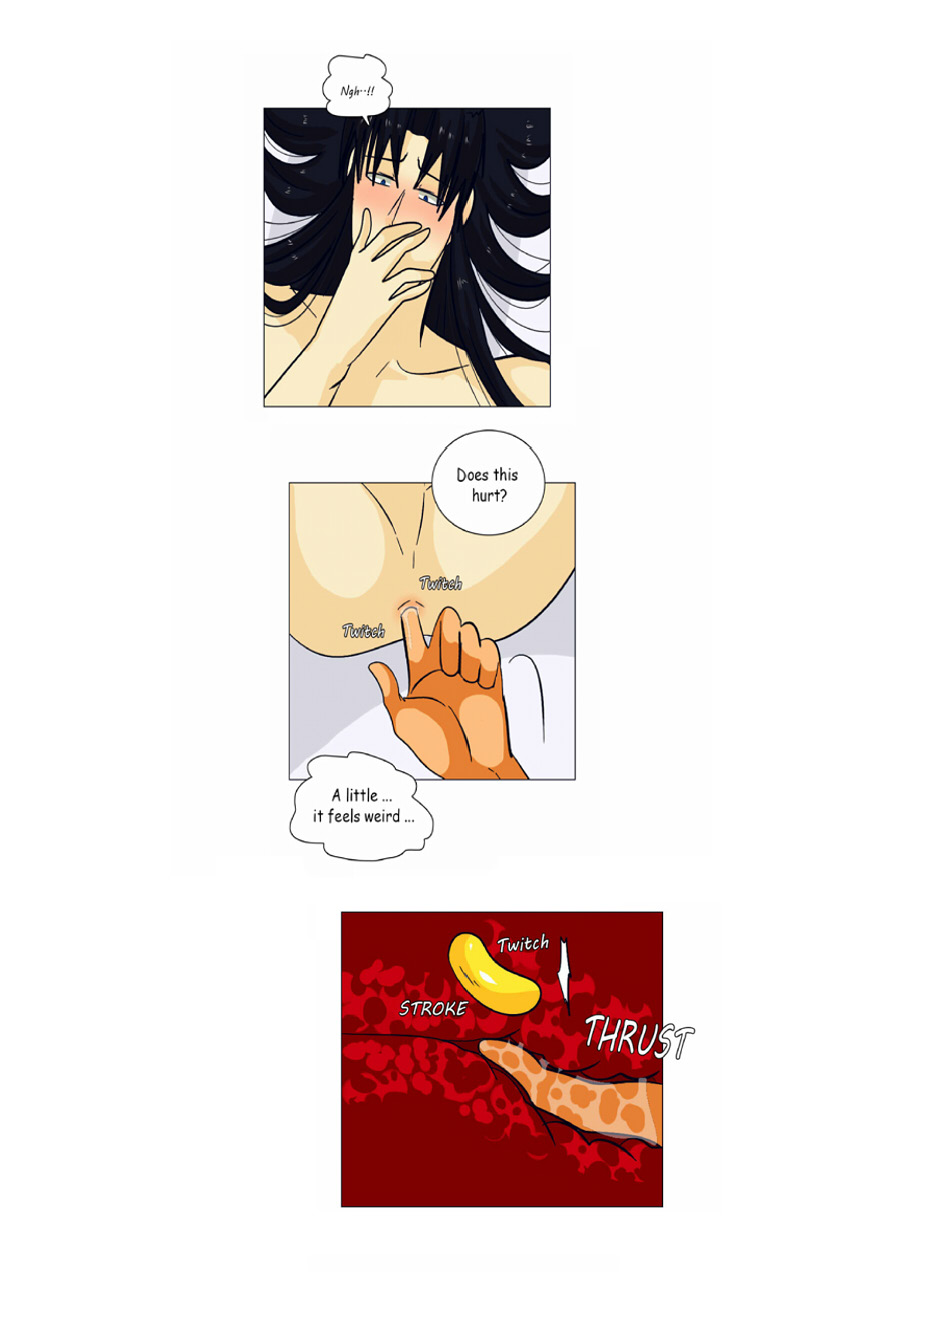 Ngh--!!
Does this
hurt?
Twitch
Twitch
A little ...
it feels weird ...
Twitch
STROKE
THRUST